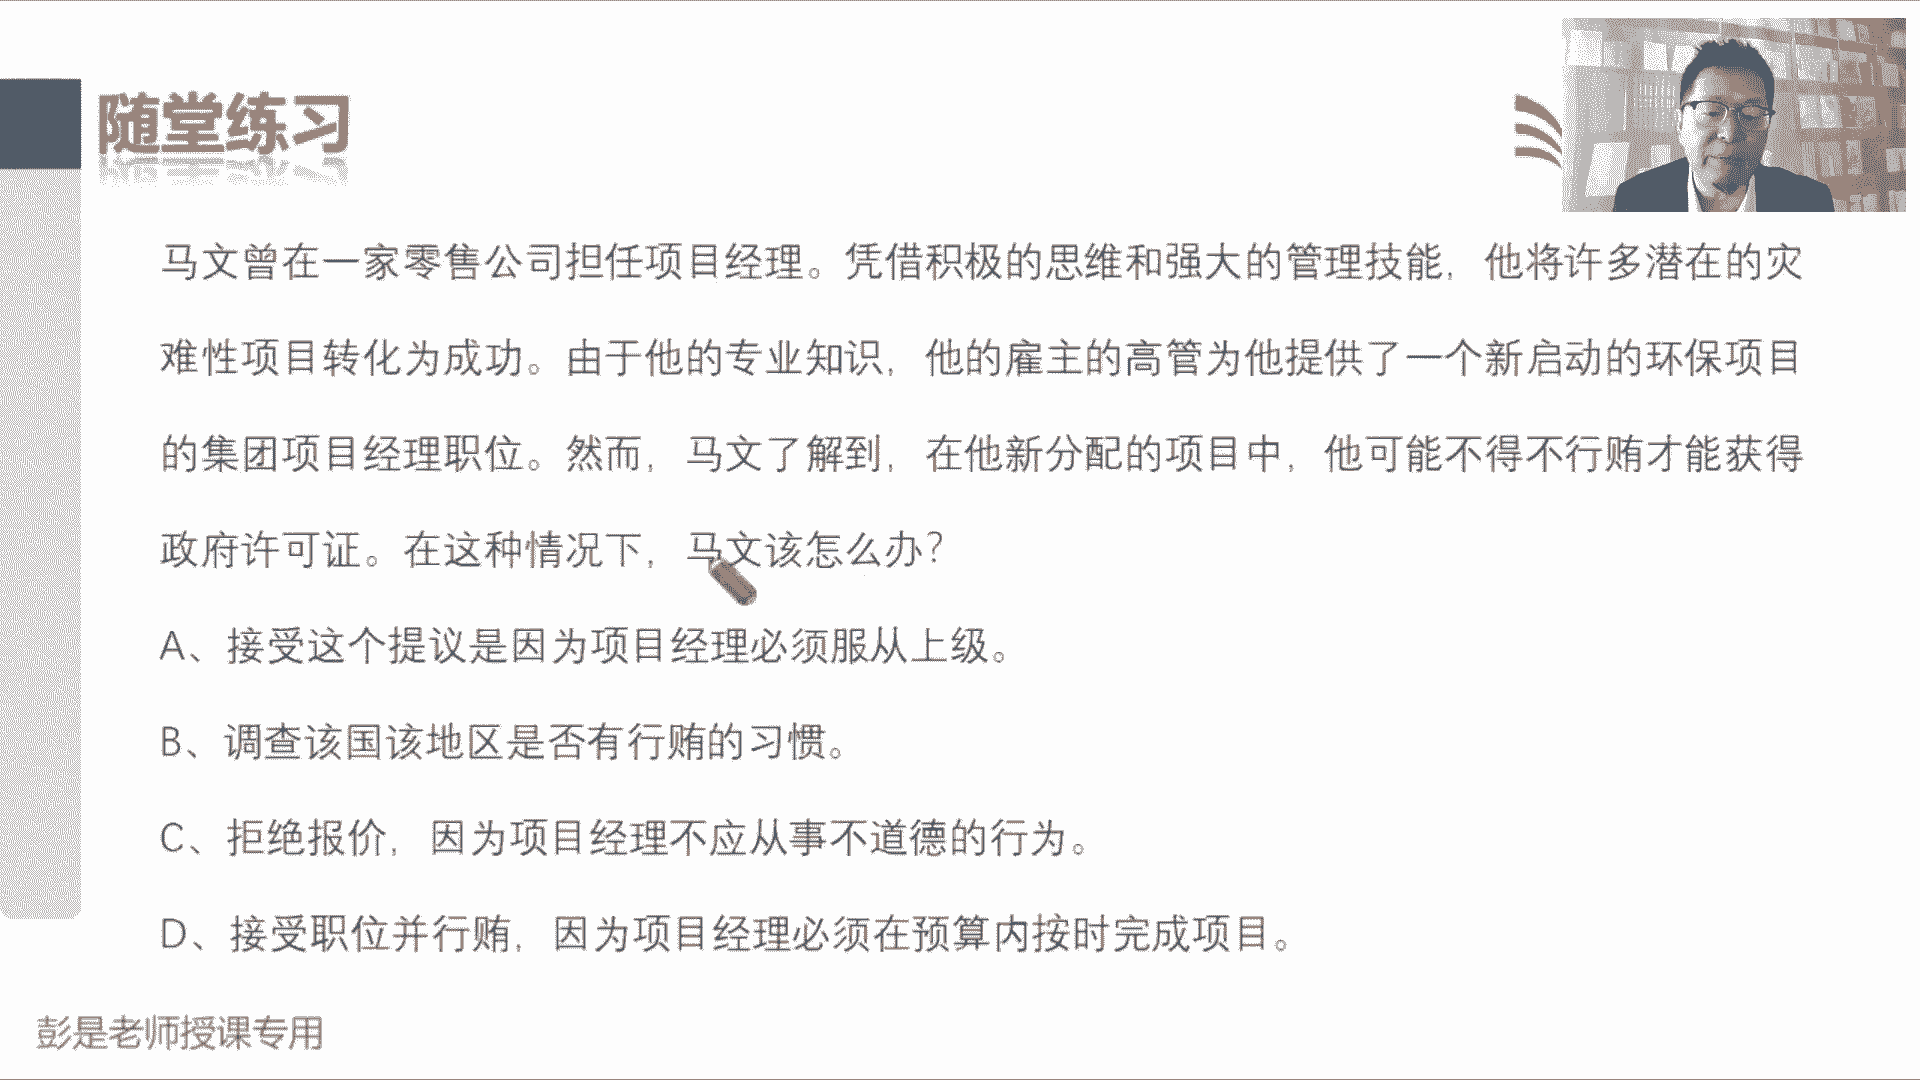 随堂练习
马文曾在一家零售公司担任项目经理。凭借积极的思维和强大的管理技能，他将许多潜在的灾
难性项目转化为成功。由于他的专业知识，他的雇主的高管为他提供了一个新启动的环保项目
的集团项目经理职位。然而，马文了解到，在他新分配的项目中，他可能不得不行贿才能获得
政府许可证。在这种情况下，马文该怎么办？
A、接受这个提议是因为项目经理必须服从上级。
B、调查该国该地区是否有行贿的习惯。
C、拒绝报价，因为项目经理不应从事不道德的行为。
D、接受职位并行贿，因为项目经理必须在预算内按时完成项目。
彭是老师授课专用